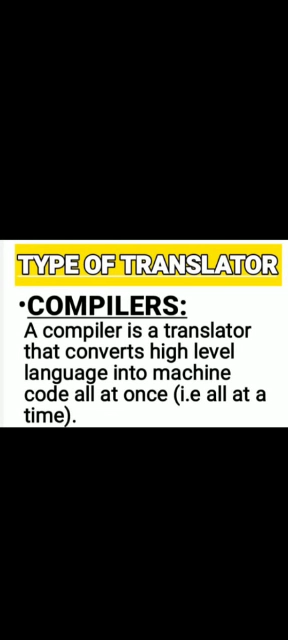 TYPE OF TRANSLATOR
•COMPILERS:
A compiler is a translator
that converts high level
language into machine
code all at once (i.e all at a
time).